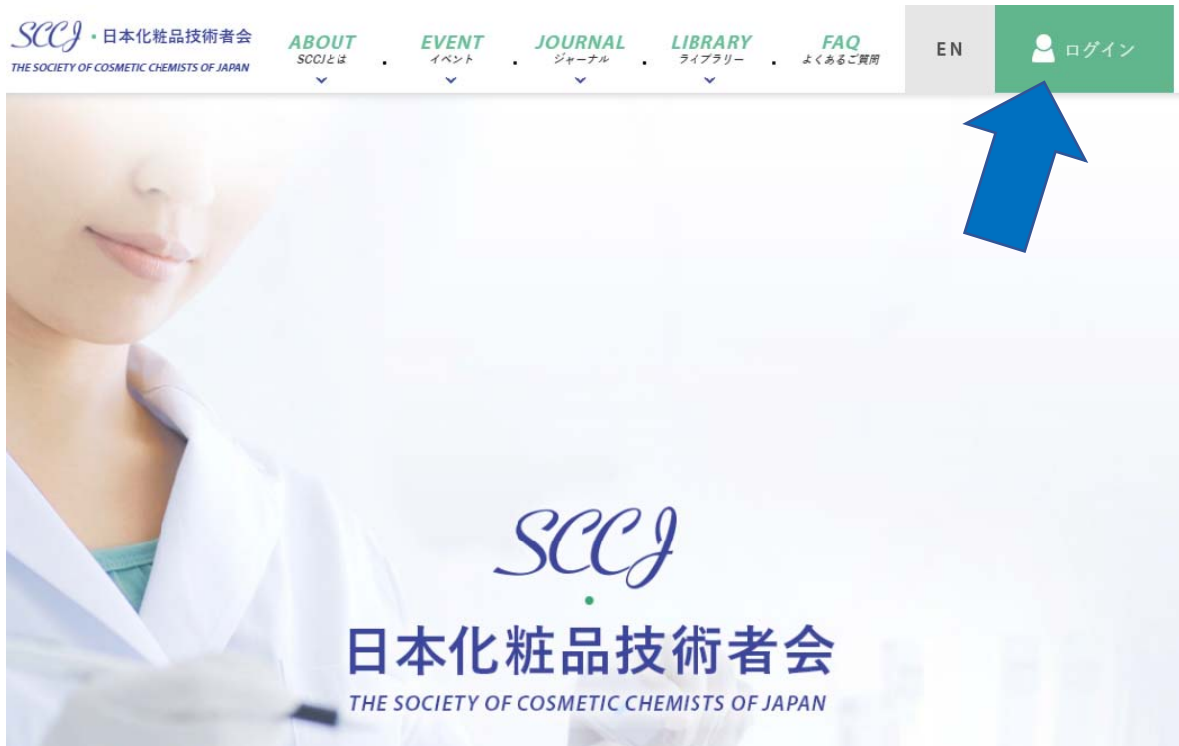 SCCJ・日本化粧品技術者会
THE SOCIETY OF COSMETIC CHEMISTS OF JAPAN
ABOUT
SCCJとは
EVENT
イベント
JOURNAL
ジャーナル
LIBRARY
ライブラリー
FAQ
よくあるご質問
EN
ログイン
SCCJ
日本化粧品技術者会
THE SOCIETY OF COSMETIC CHEMISTS OF JAPAN